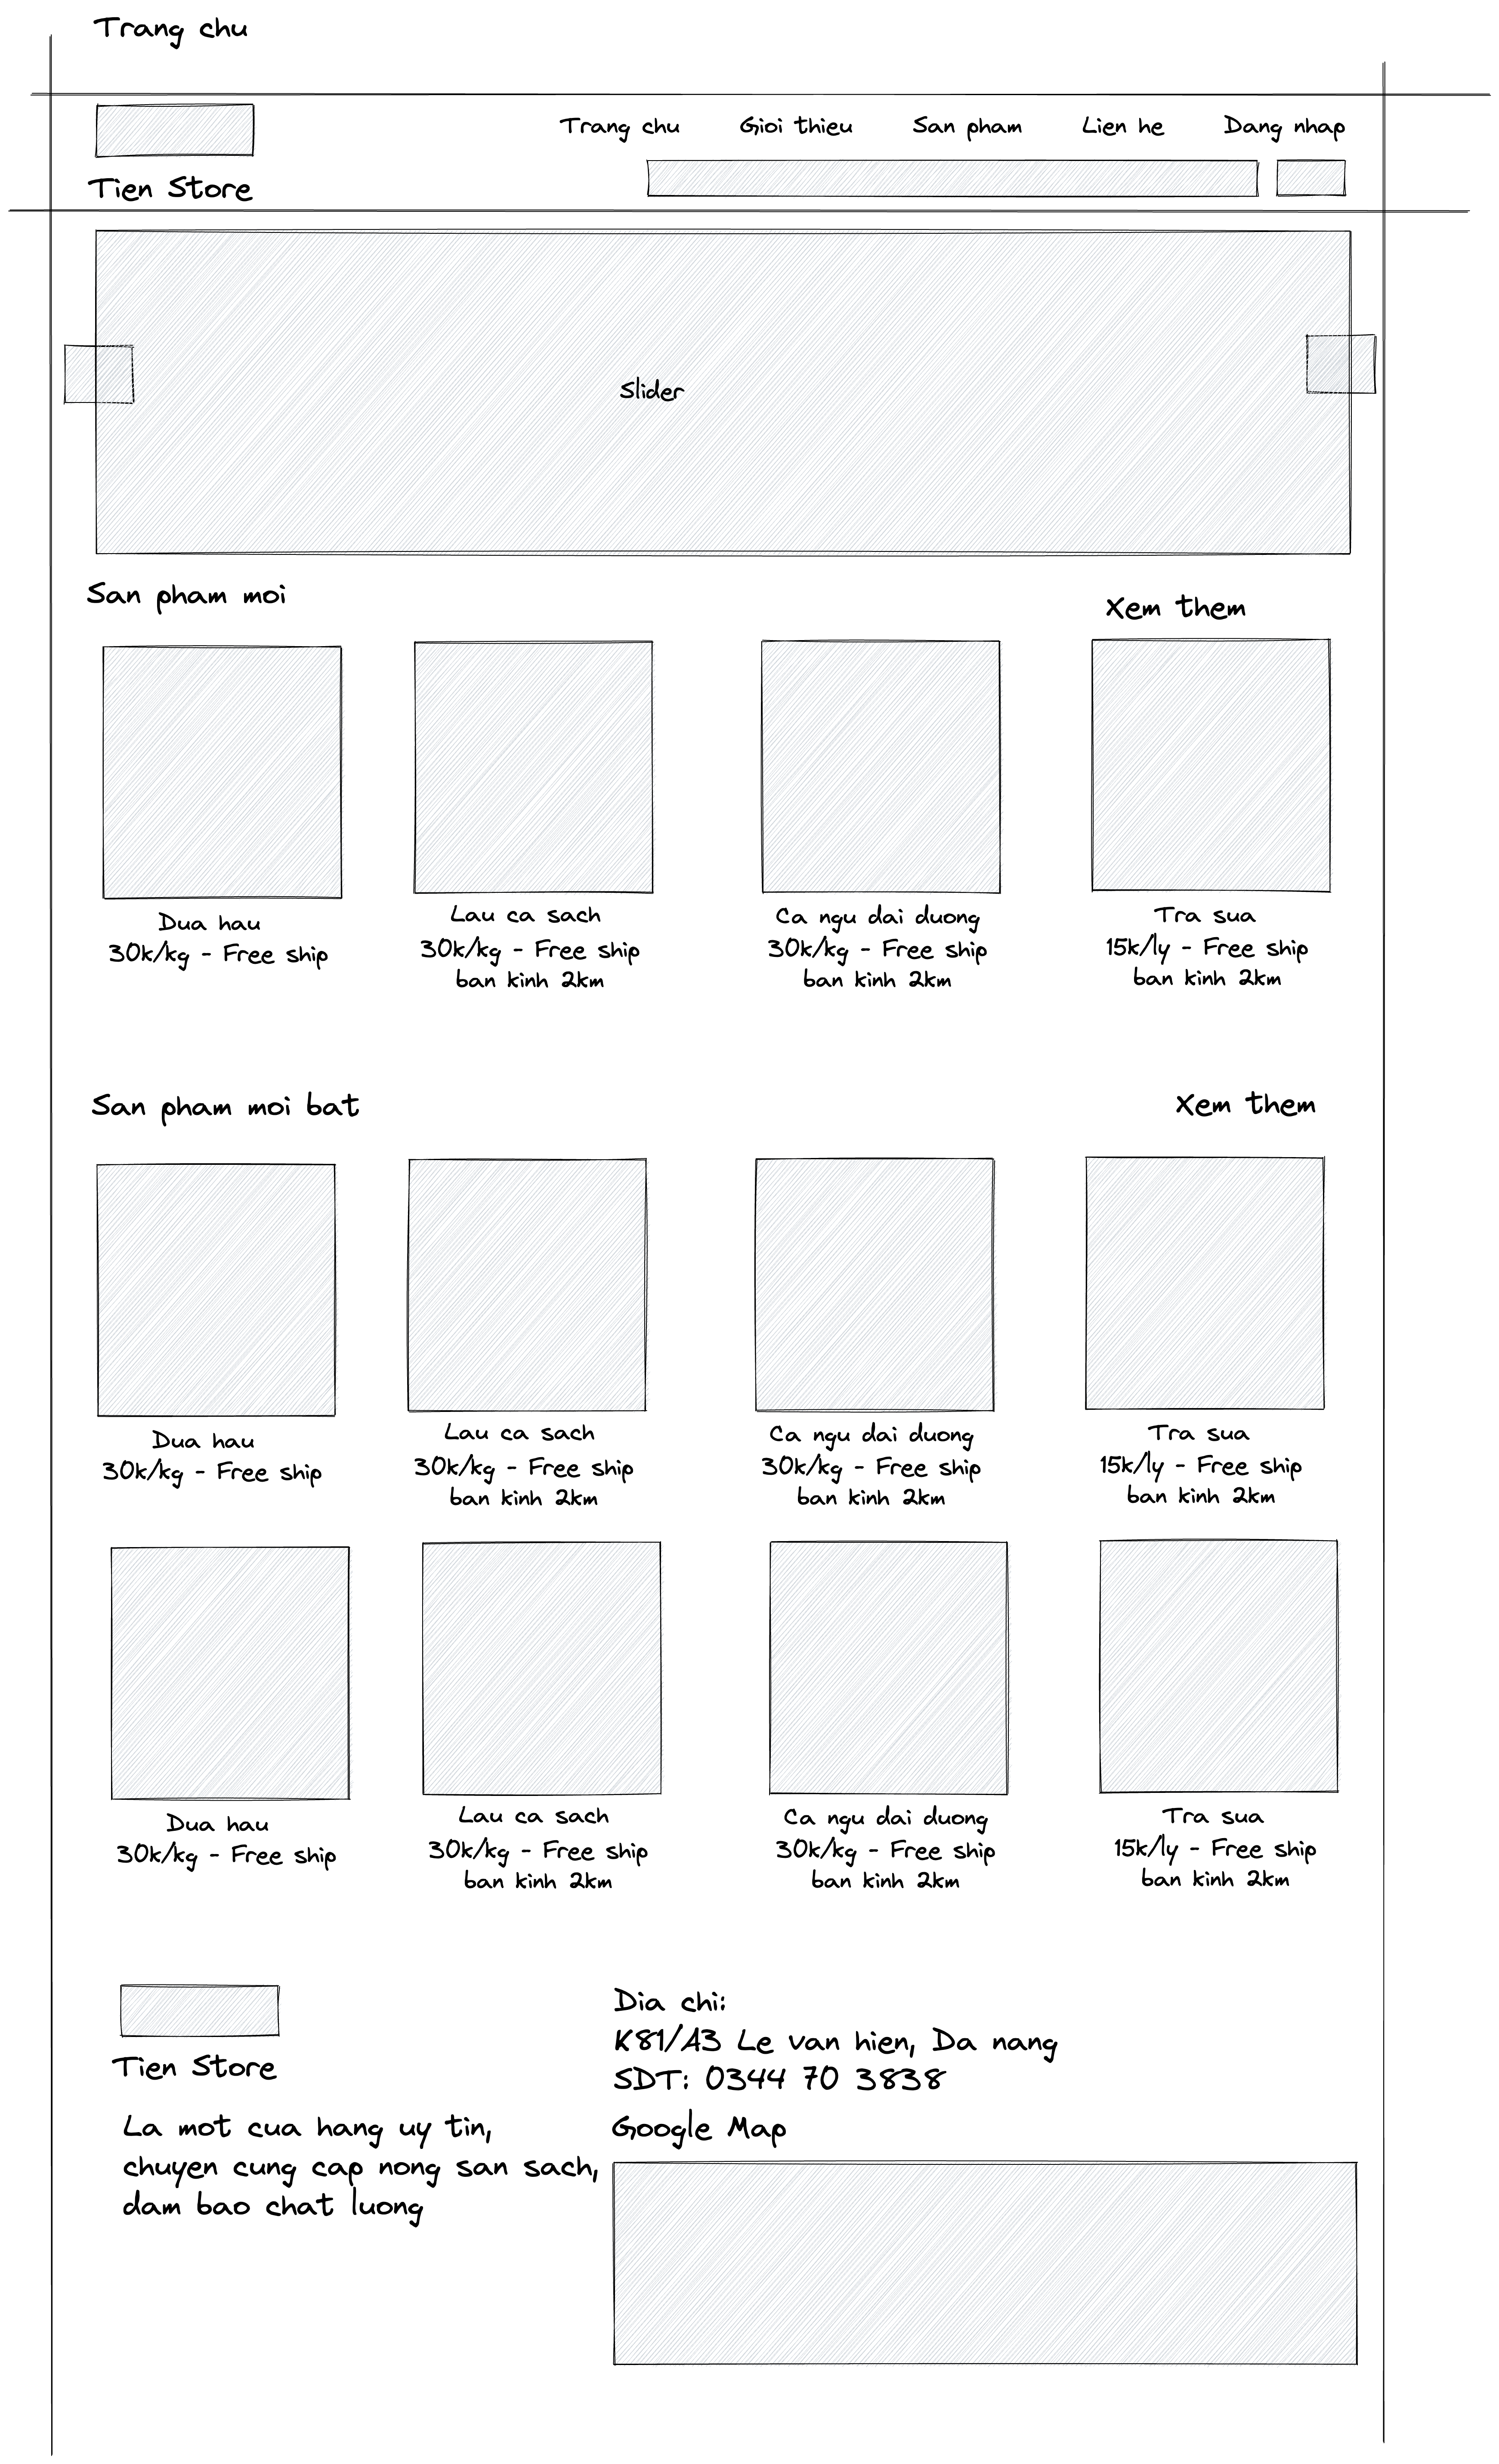 Trang chu
Trang chu Gioi thieu San pham Lien he Dang nhap
Tien Store
Slider
San pham moi
Xem them
Dua hau
30k/kg - Free ship
Lau ca sach
30k/kg - Free ship
ban kinh 2km
Ca ngu dai duong
30k/kg - Free ship
ban kinh 2km
Tra sua
15k/ly - Free ship
ban kinh 2km
San pham moi bat
Xem them
Dua hau
30k/kg - Free ship
Lau ca sach
30k/kg - Free ship
ban kinh 2km
Ca ngu dai duong
30k/kg - Free ship
ban kinh 2km
Tra sua
15k/ly - Free ship
ban kinh 2km
Dua hau
30k/kg - Free ship
Lau ca sach
30k/kg - Free ship
ban kinh 2km
Ca ngu dai duong
30k/kg - Free ship
ban kinh 2km
Tra sua
15k/ly - Free ship
ban kinh 2km
Tien Store
La mot cua hang uy tin,
chuyen cung cap nong san sach,
dam bao chat luong
Dia chi:
K81/A3 Le van hien, Da nang
SDT: 0344 70 3838
Google Map